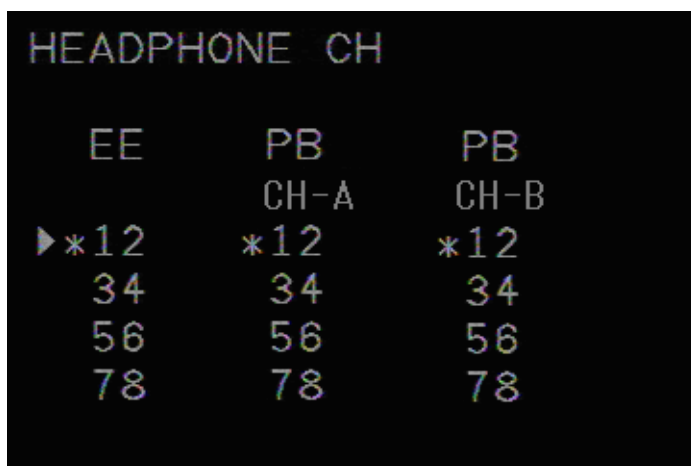 HEADPHONE CH
EE PB PB
CH-A CH-B
▶*12 *12 *12
34 34 34
56 56 56
78 78 78